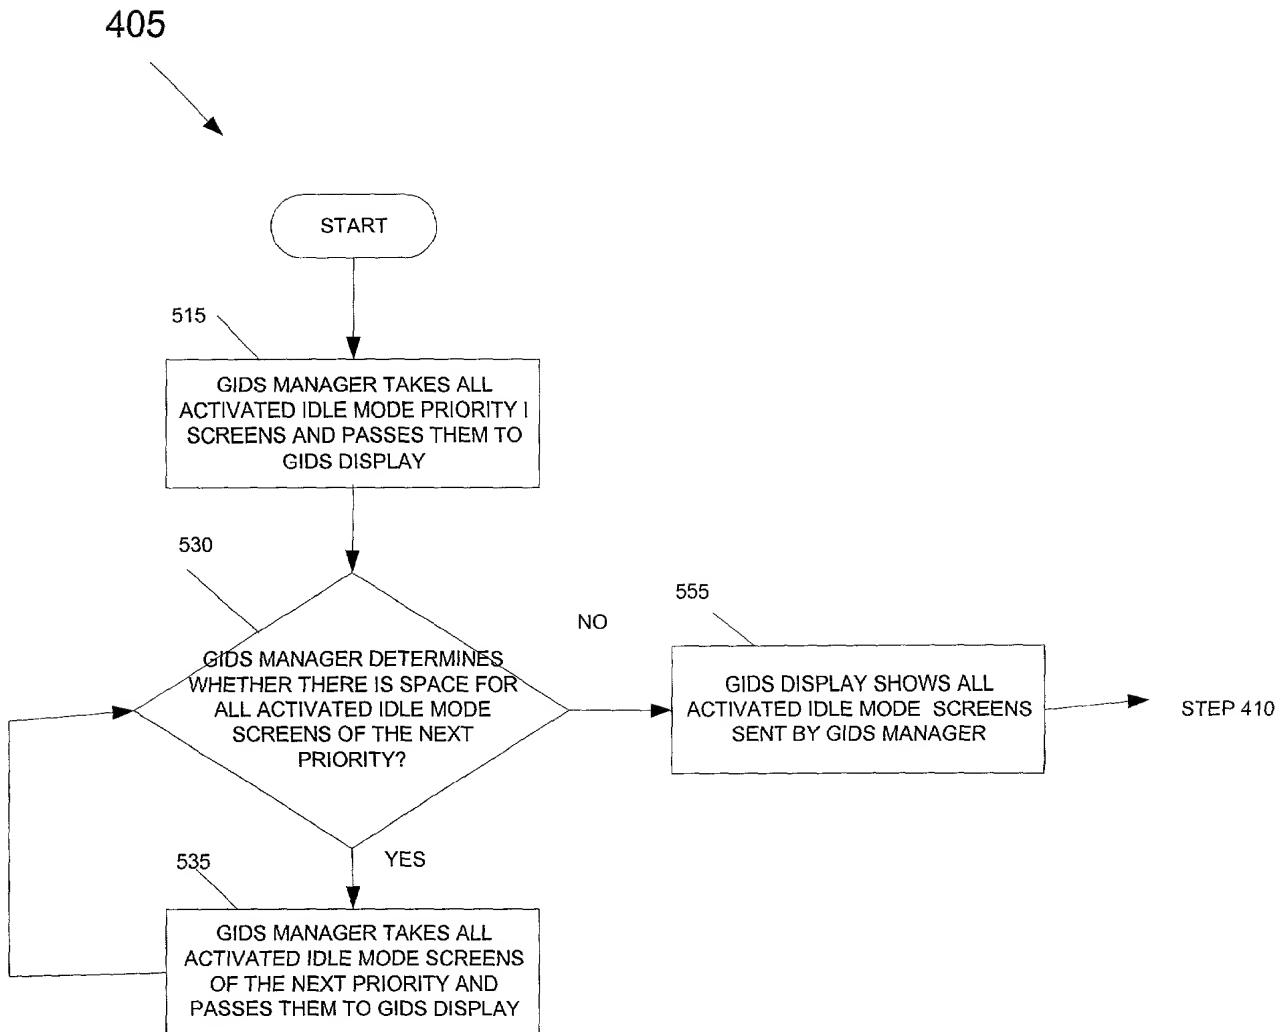 405
START
515
GIDS MANAGER TAKES ALL
ACTIVATED IDLE MODE PRIORITY I
SCREENS AND PASSES THEM TO
GIDS DISPLAY
530
GIDS MANAGER DETERMINES
WHETHER THERE IS SPACE FOR
ALL ACTIVATED IDLE MODE
SCREENS OF THE NEXT
PRIORITY?
NO
555
GIDS DISPLAY SHOWS ALL
ACTIVATED IDLE MODE SCREENS
SENT BY GIDS MANAGER
STEP 410
YES
535
GIDS MANAGER TAKES ALL
ACTIVATED IDLE MODE SCREENS
OF THE NEXT PRIORITY AND
PASSES THEM TO GIDS DISPLAY